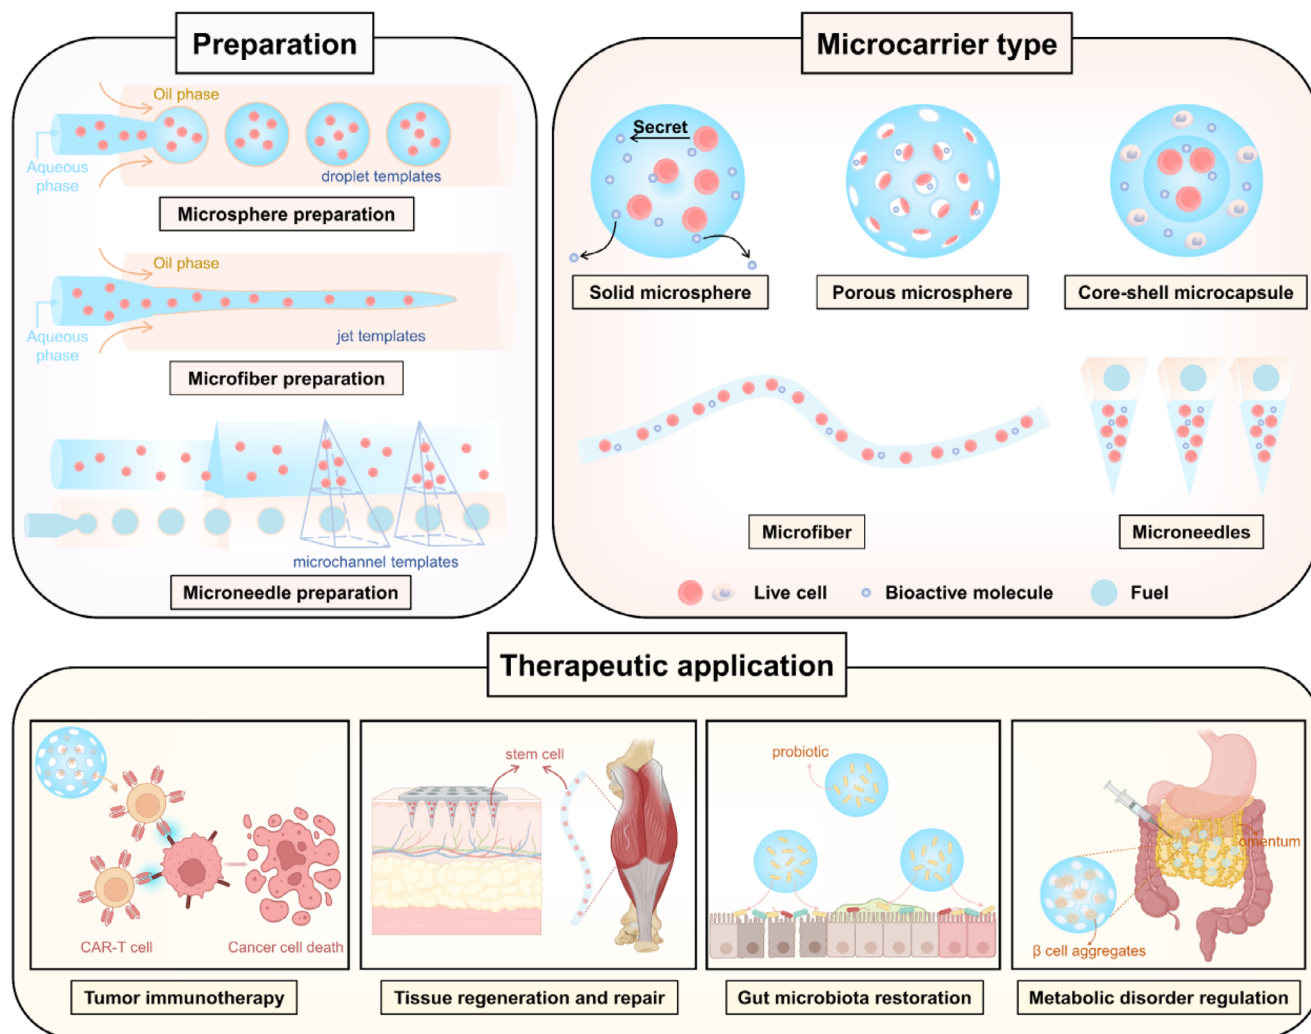 Preparation
Oil phase
Aqueous
phase
droplet templates
Microsphere preparation
Oil phase
Aqueous
phase
jet templates
Microfiber preparation
microchannel templates
Microneedle preparation
Microcarrier type
Secret
Solid microsphere
Porous microsphere
Core-shell microcapsule
Microfiber
Microneedles
Live cell
Bioactive molecule
Fuel
Therapeutic application
CAR-T cell
Cancer cell death
Tumor immunotherapy
stem cell
Tissue regeneration and repair
probiotic
Gut microbiota restoration
omentum
β cell aggregates
Metabolic disorder regulation